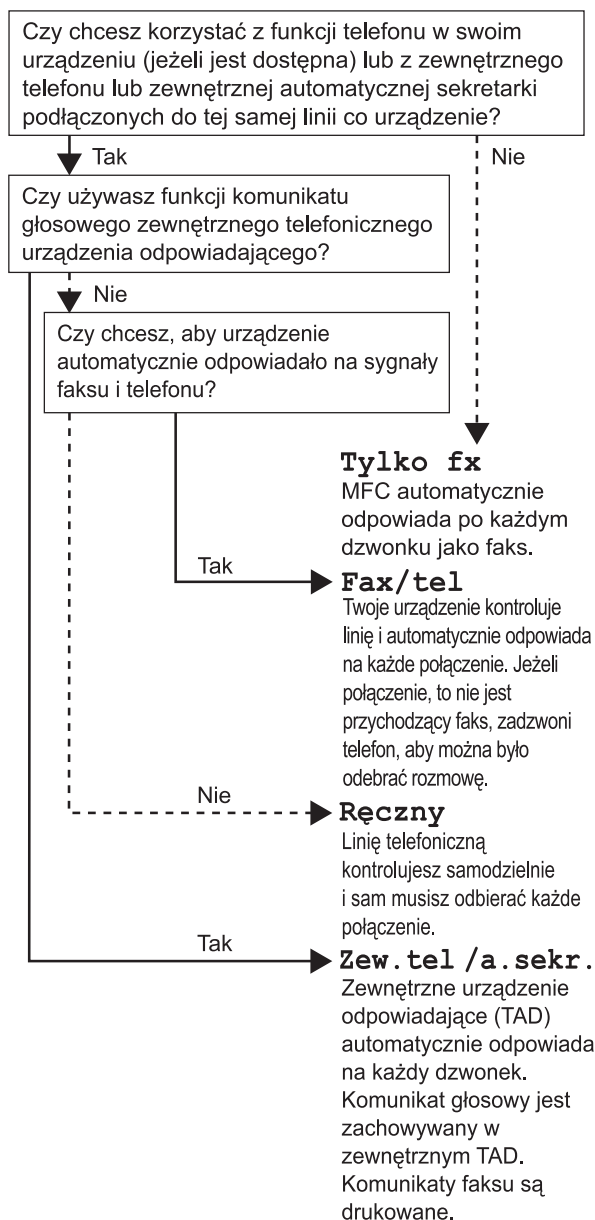 Czy chcesz korzystać z funkcji telefonu w swoim
urządzeniu (jeżeli jest dostępna) lub z zewnętrznego
telefonu lub zewnętrznej automatycznej sekretarki
podłączonych do tej samej linii co urządzenie?
Tak
Nie
Czy używasz funkcji komunikatu
głosowego zewnętrznego telefonicznego
urządzenia odpowiadającego?
Nie
Czy chcesz, aby urządzenie
automatycznie odpowiadało na sygnały
faksu i telefonu?
Tylko fx
MFC automatycznie
odpowiada po każdym
dzwonku jako faks.
Tak
Fax/tel
Twoje urządzenie kontroluje
linię i automatycznie odpowiada
na każde połączenie. Jeżeli
połączenie, to nie jest
przychodzący faks, zadzwoni
telefon, aby można było
odebrać rozmowę.
Nie
Ręczny
Linię telefoniczną
kontrolujesz samodzielnie
i sam musisz odbierać każde
połączenie.
Tak
Zew.tel /a.sekr.
Zewnętrzne urządzenie
odpowiadające (TAD)
automatycznie odpowiada
na każdy dzwonek.
Komunikat głosowy jest
zachowywany w
zewnętrznym TAD.
Komunikaty faksu są
drukowane.